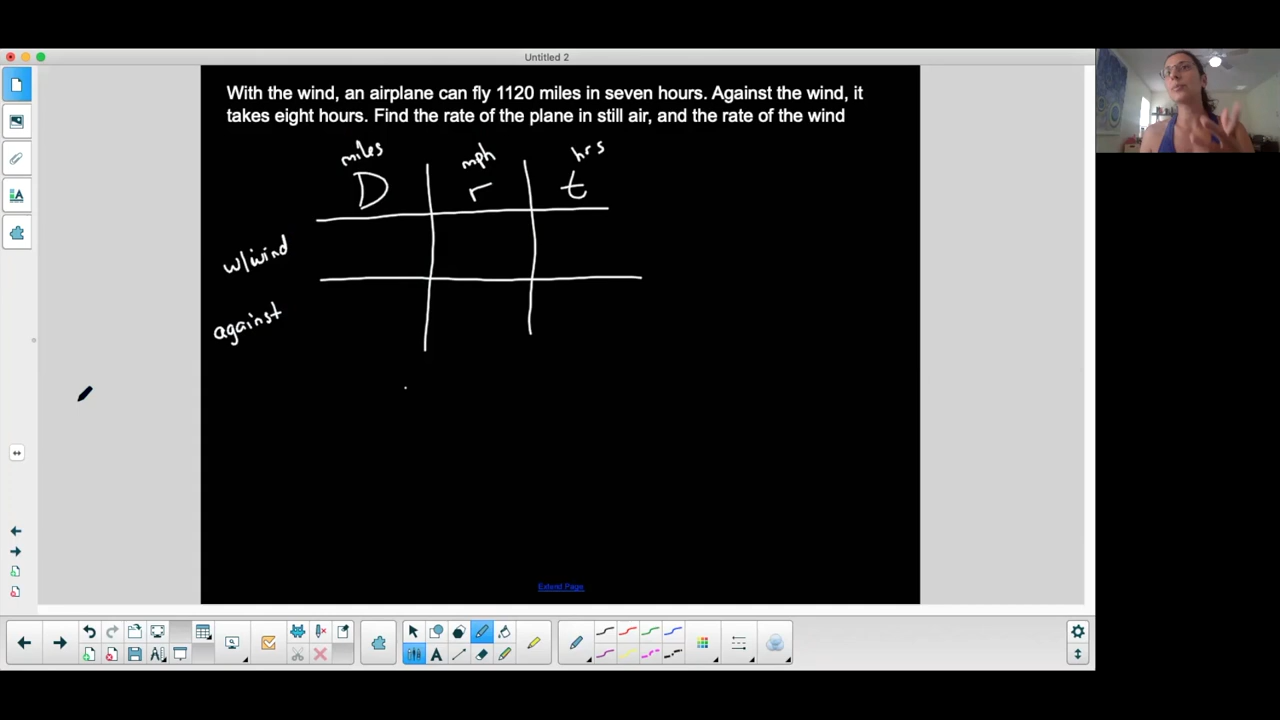 Untitled 2
With the wind, an airplane can fly 1120 miles in seven hours. Against the wind, it
takes eight hours. Find the rate of the plane in still air, and the rate of the wind
miles mph hrs
D r t
w/wind
against
Extend Page